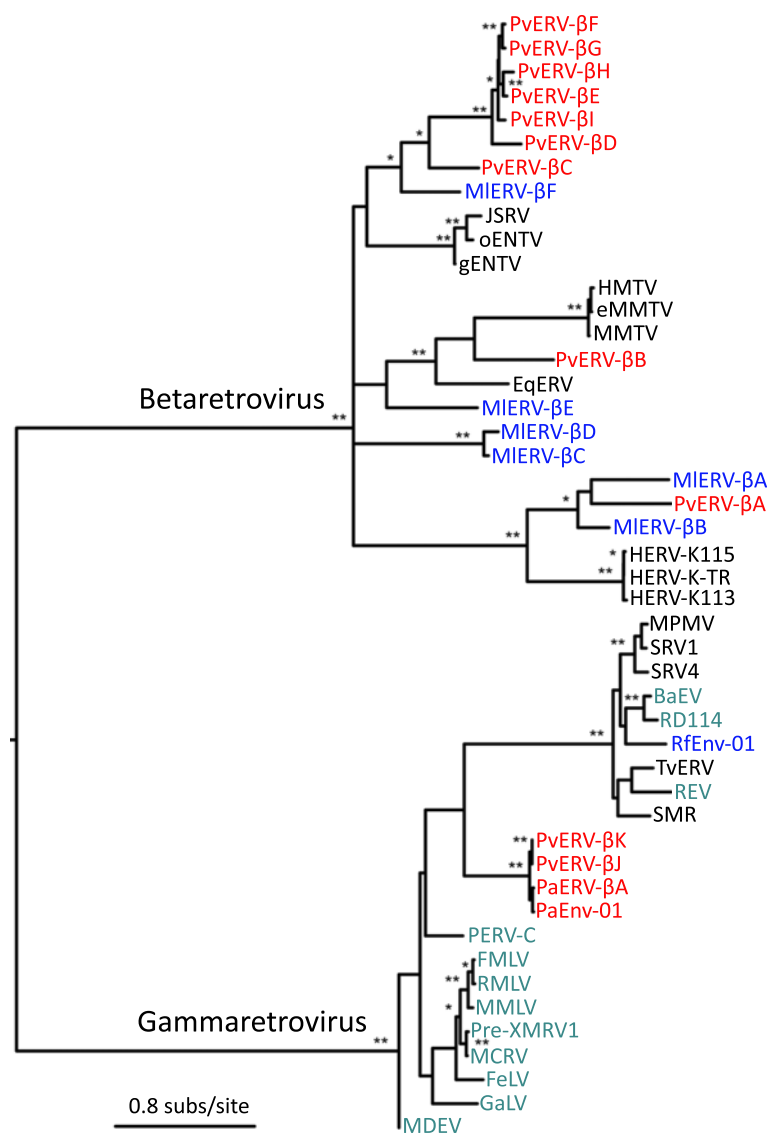 **
PvERV-βF
PvERV-βG
*
PvERV-βH
**
PvERV-βE
**
PvERV-βI
*
PvERV-βD
*
PvERV-βC
MlERV-βF
**
JSRV
**
oENTV
gENTV
HMTV
**
eMMTV
MMTV
**
PvERV-βB
EqERV
Betaretrovirus
**
MlERV-βE
**
MlERV-βD
MlERV-βC
MlERV-βA
*
PvERV-βA
MlERV-βB
**
*
HERV-K115
**
HERV-K-TR
HERV-K113
MPMV
**
SRV1
SRV4
**
BaEV
RD114
**
RfEnv-01
TvERV
REV
SMR
**
PvERV-βK
**
PvERV-βJ
PaERV-βA
PaEnv-01
PERV-C
*
FMLV
**
RMLV
*
MMLV
Gammaretrovirus
**
Pre-XMRV1
**
MCRV
FeLV
GaLV
0.8 subs/site
MDEV